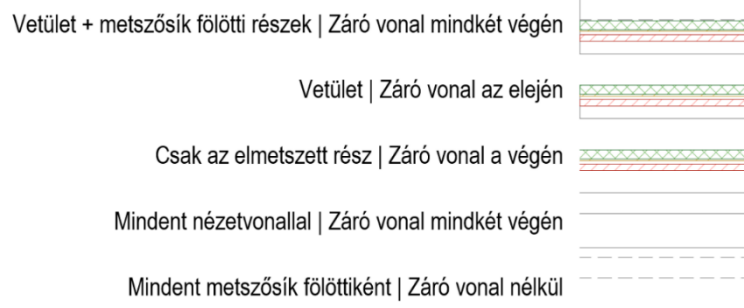 Vetület + metszősík fölötti részek | Záró vonal mindkét végén
Vetület | Záró vonal az elején
Csak az elmetszett rész | Záró vonal a végén
Mindent nézetvonallal | Záró vonal mindkét végén
Mindent metszősík fölöttiként | Záró vonal nélkül